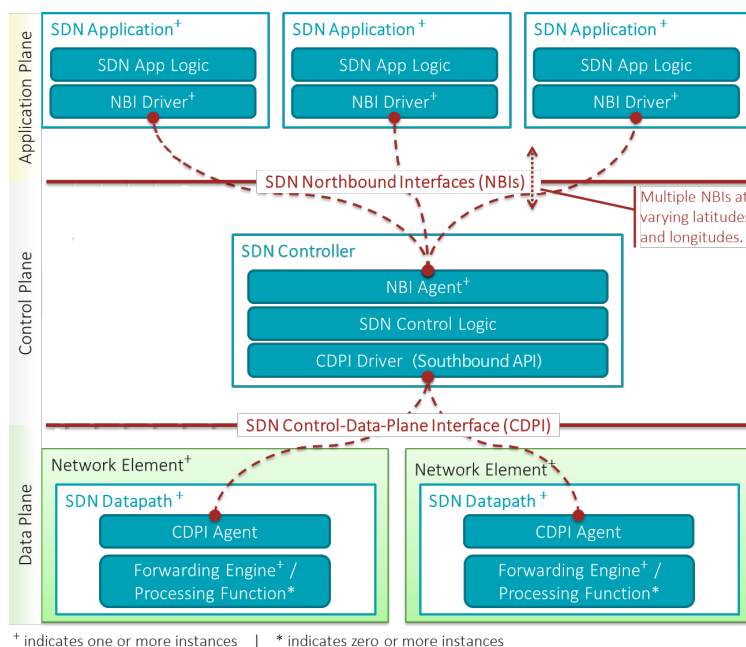 Application Plane
SDN Application+
SDN App Logic
NBI Driver+
SDN Application+
SDN App Logic
NBI Driver+
SDN Application +
SDN App Logic
NBI Driver+
SDN Northbound Interfaces (NBIs)
Multiple NBIs at
varying latitudes
and longitudes.
Control Plane
SDN Controller
NBI Agent+
SDN Control Logic
CDPI Driver (Southbound API)
SDN Control-Data-Plane Interface (CDPI)
Data Plane
Network Element+
SDN Datapath +
CDPI Agent
Forwarding Engine+ /
Processing Function*
Network Element+
SDN Datapath +
CDPI Agent
Forwarding Engine+ /
Processing Function*
+ indicates one or more instances | * indicates zero or more instances